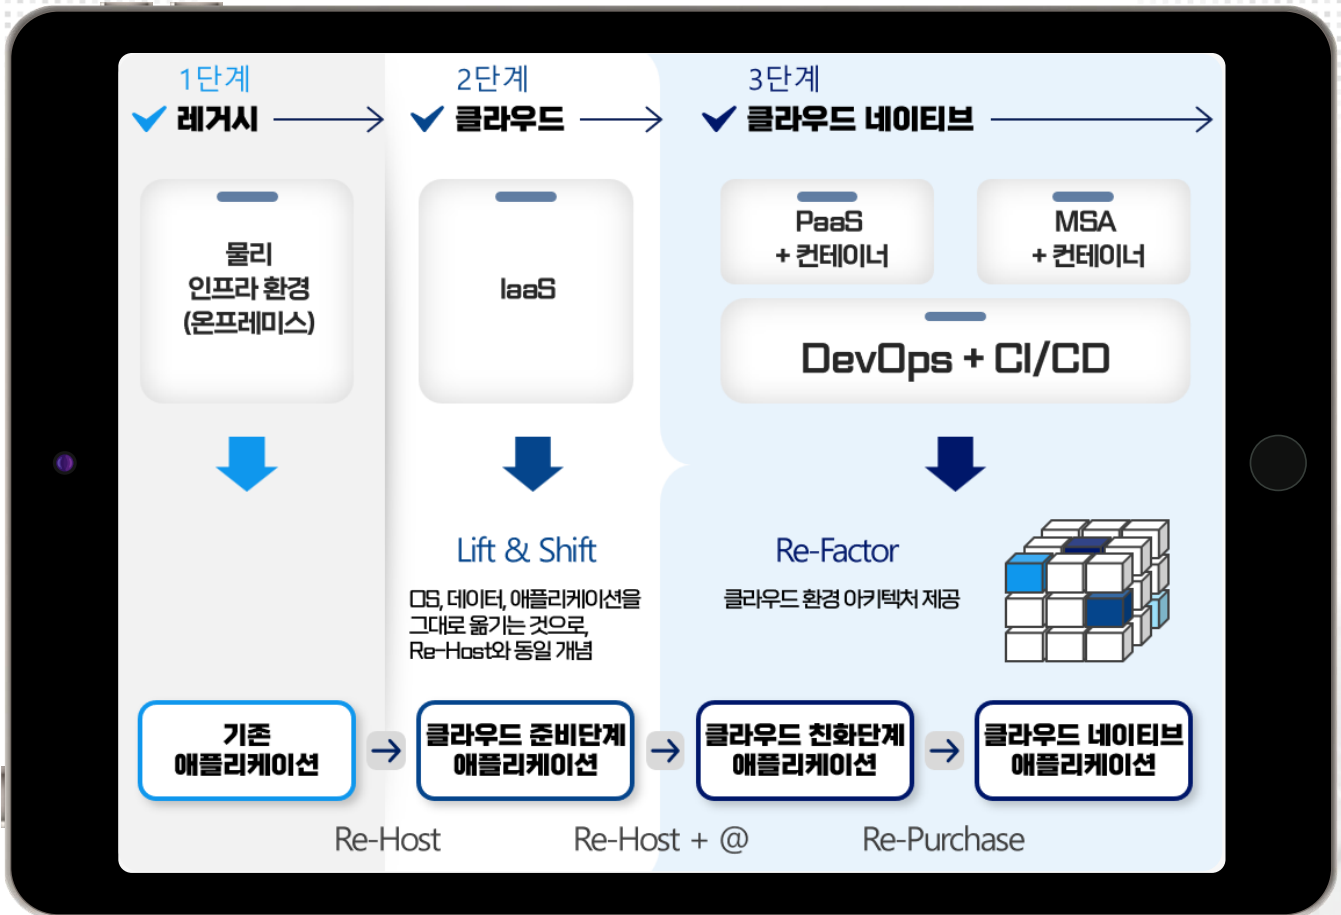 1단계
레거시
2단계
클라우드
3단계
클라우드 네이티브
물리
인프라 환경
(온프레미스)
IaaS
PaaS
+ 컨테이너
MSA
+ 컨테이너
DevOps + CI/CD
Lift & Shift
OS, 데이터, 애플리케이션을
그대로 옮기는 것으로,
Re-Host와 동일 개념
Re-Factor
클라우드 환경 아키텍처 제공
기존
애플리케이션
클라우드 준비단계
애플리케이션
클라우드 친화단계
애플리케이션
클라우드 네이티브
애플리케이션
Re-Host
Re-Host + @
Re-Purchase